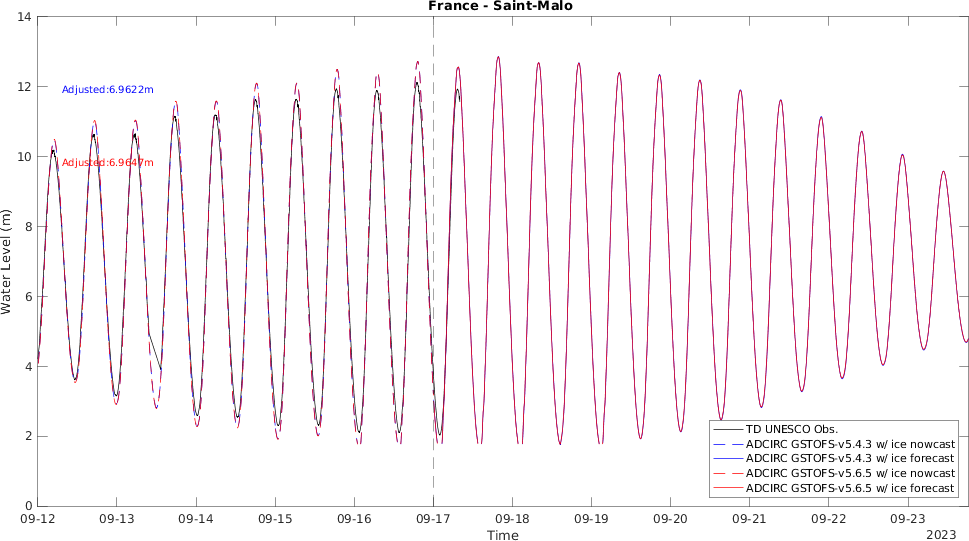 France - Saint-Malo
14
12
10
8
6
4
2
0
Water Level (m)
Adjusted:6.9622m
Adjusted:6.9647m
TD UNESCO Obs.
ADCIRC GSTOFS-v5.4.3 w/ ice nowcast
ADCIRC GSTOFS-v5.4.3 w/ ice forecast
ADCIRC GSTOFS-v5.6.5 w/ ice nowcast
ADCIRC GSTOFS-v5.6.5 w/ ice forecast
09-12 09-13 09-14 09-15 09-16 09-17 09-18 09-19 09-20 09-21 09-22 09-23
Time
2023